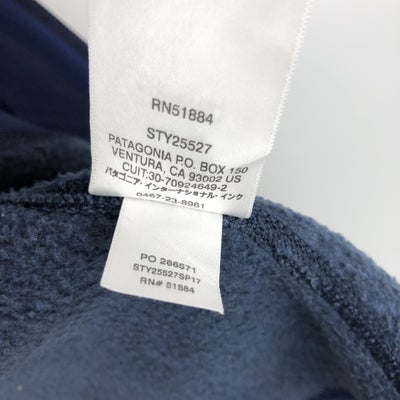 RN51884
STY25527
PATAGONIA P.O. BOX 150
VENTURA, CA 93002 US
CUIT:30-70924649-2
パタゴニア・インターナショナル・インク
0467-23-8961
PO 266571
STY25527SP17
RN# 51884